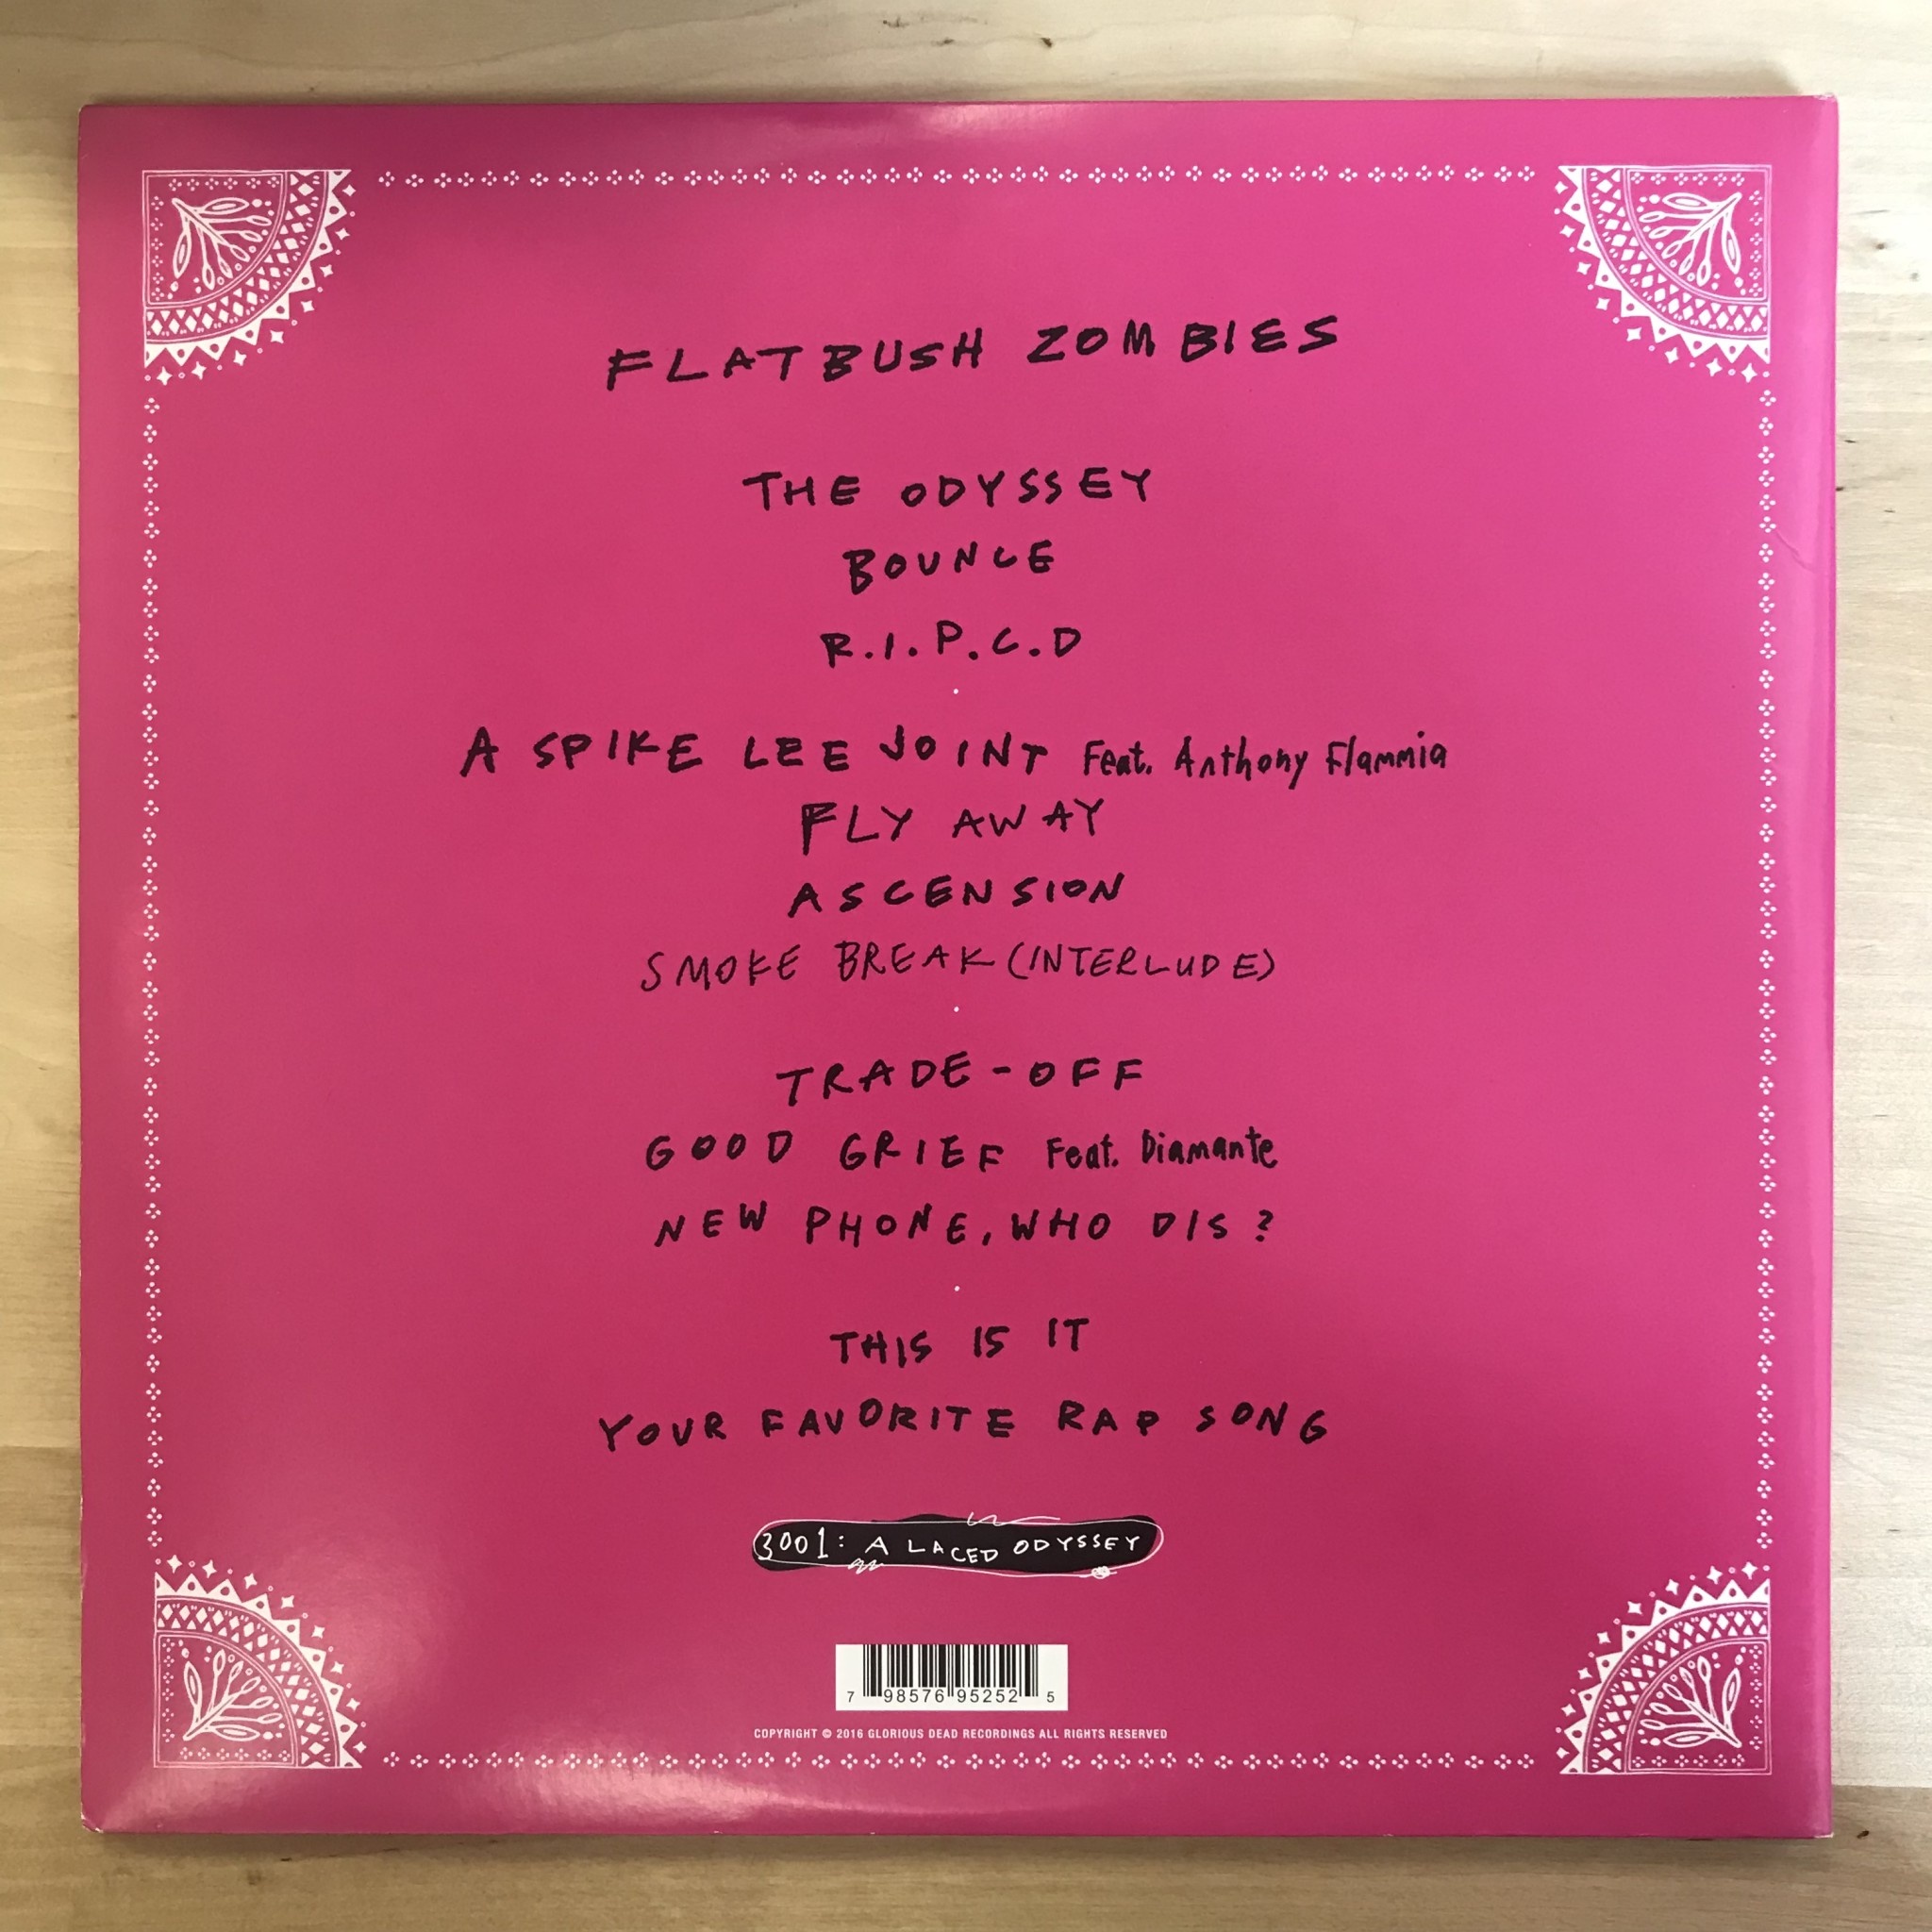 FLATBUSH ZOMBIES
THE ODYSSEY
BOUNCE
R.I.P.C.D
A SPIKE LEE JOINT Feat. Anthony Flammia
FLY AWAY
ASCENSION
SMOKE BREAK (INTERLUDE)
TRADE-OFF
GOOD GRIEF Feat. Diamante
NEW PHONE, WHO DIS?
THIS IS IT
YOUR FAVORITE RAP SONG
3001: A LACED ODYSSEY
7 98576 95252 5
COPYRIGHT © 2016 GLORIOUS DEAD RECORDINGS ALL RIGHTS RESERVED